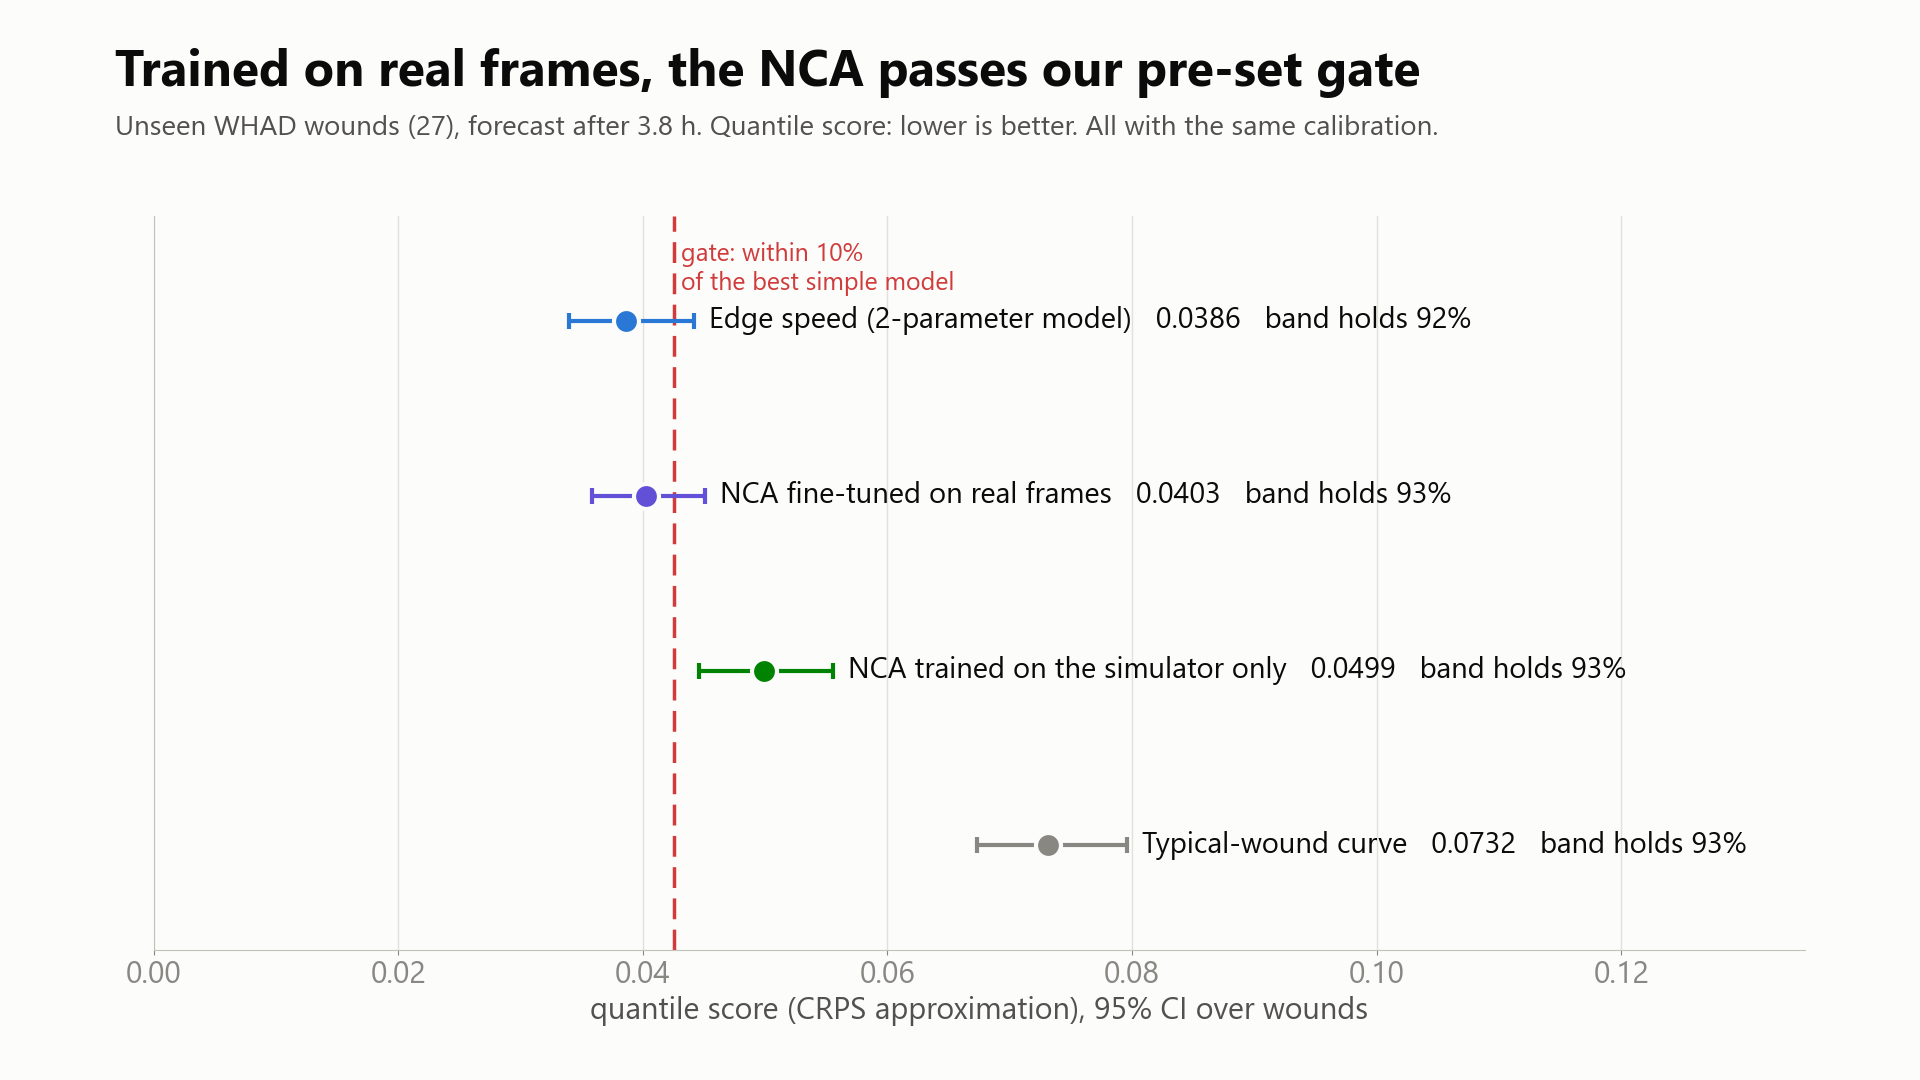 Trained on real frames, the NCA passes our pre-set gate
Unseen WHAD wounds (27), forecast after 3.8 h. Quantile score: lower is better. All with the same calibration.
gate: within 10%
of the best simple model
Edge speed (2-parameter model) 0.0386 band holds 92%
NCA fine-tuned on real frames 0.0403 band holds 93%
NCA trained on the simulator only 0.0499 band holds 93%
Typical-wound curve 0.0732 band holds 93%
0.00 0.02 0.04 0.06 0.08 0.10 0.12
quantile score (CRPS approximation), 95% CI over wounds